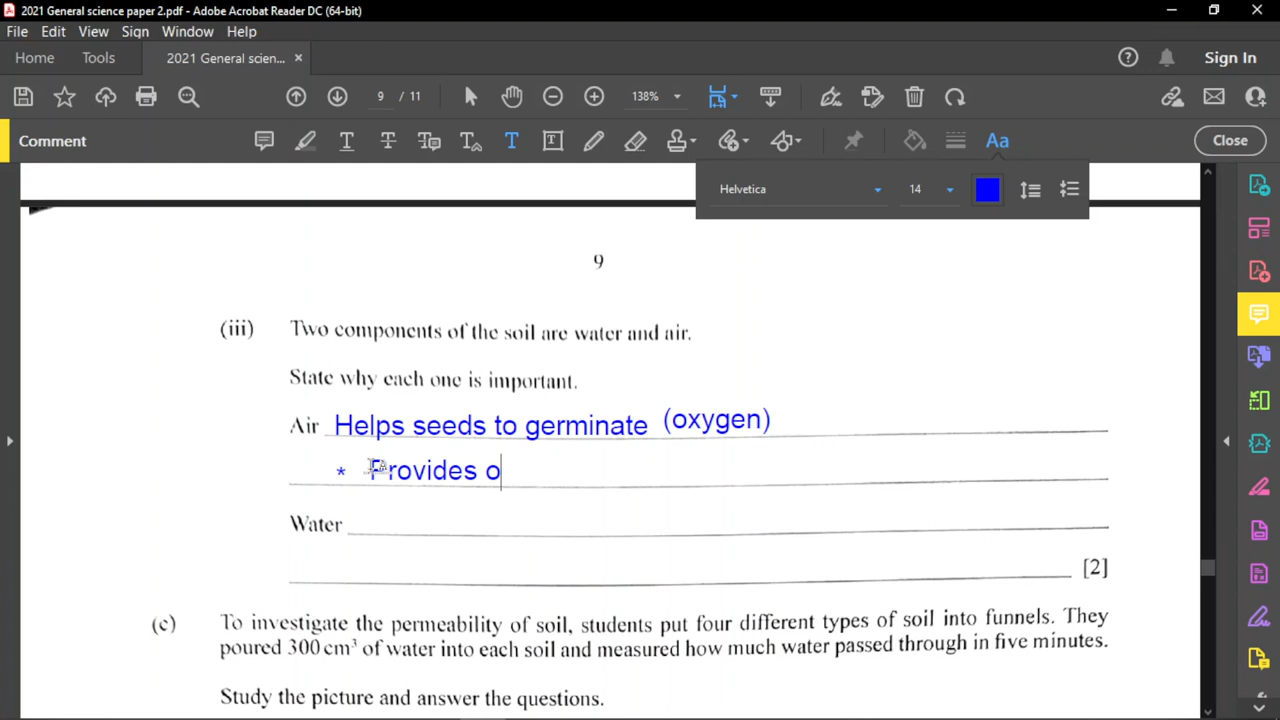 2021 General science paper 2.pdf - Adobe Acrobat Reader DC (64-bit)
File Edit View Sign Window Help
Home Tools 2021 General scien... × Sign In
9 / 11 138%
Comment Close
Helvetica 14
9
(iii) Two components of the soil are water and air.
State why each one is important.
Air Helps seeds to germinate (oxygen)
* Provides o
Water
[2]
(c) To investigate the permeability of soil, students put four different types of soil into funnels. They
poured 300 cm³ of water into each soil and measured how much water passed through in five minutes.
Study the picture and answer the questions.